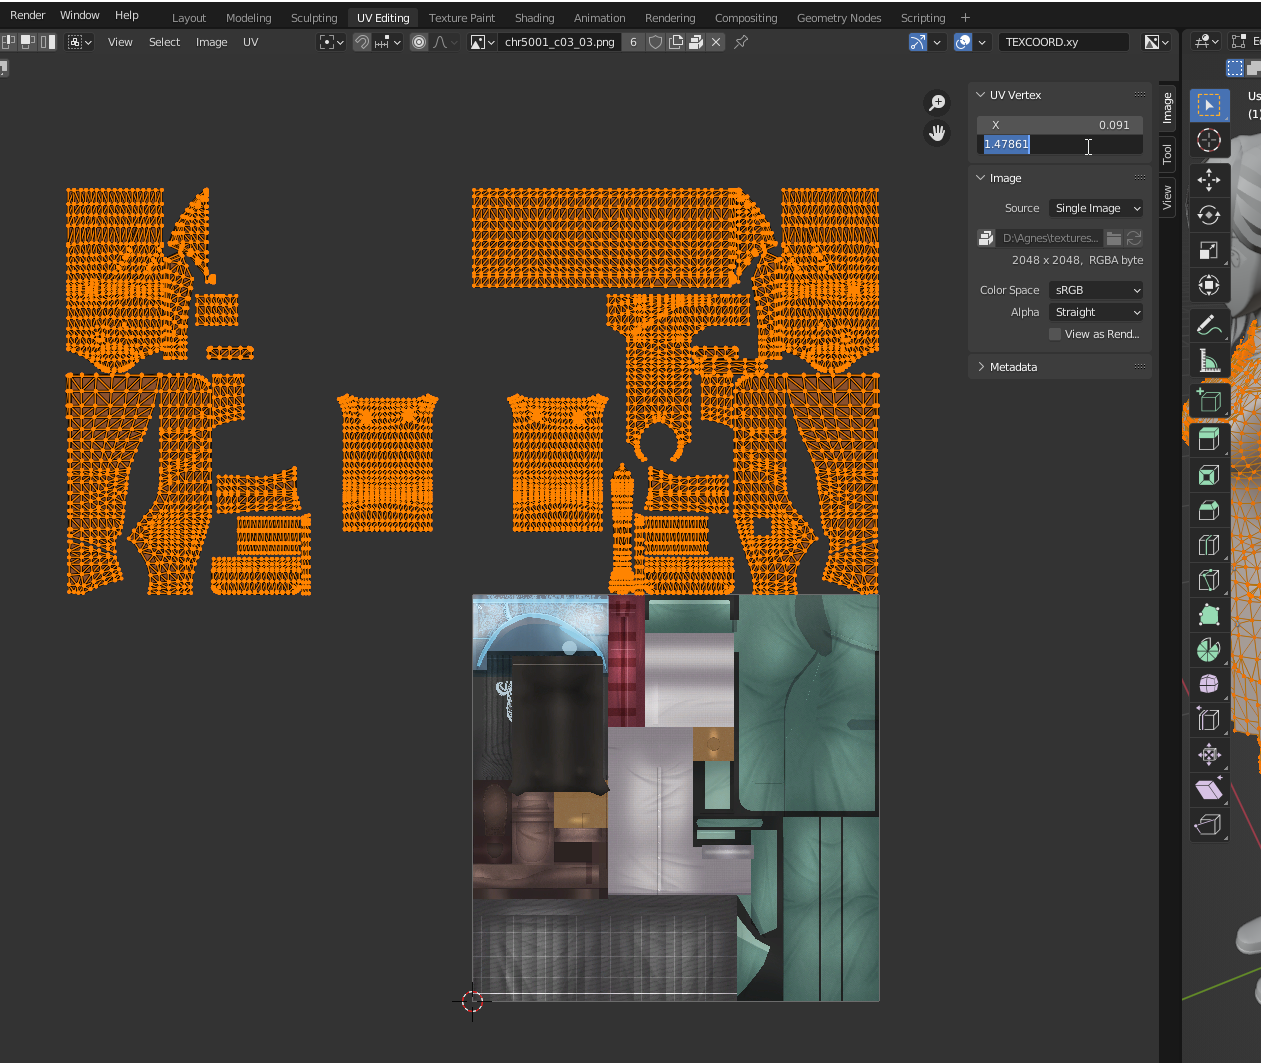 Render Window Help Layout Modeling Sculpting UV Editing Texture Paint Shading Animation Rendering Compositing Geometry Nodes Scripting +
View Select Image UV chr5001_c03_03.png 6 TEXCOORD.xy
UV Vertex
X 0.091
1.47861
Image
Source Single Image
D:\Agnes\textures...
2048 x 2048, RGBA byte
Color Space sRGB
Alpha Straight
View as Rend...
Metadata
Image
Tool
View
Us
(1)